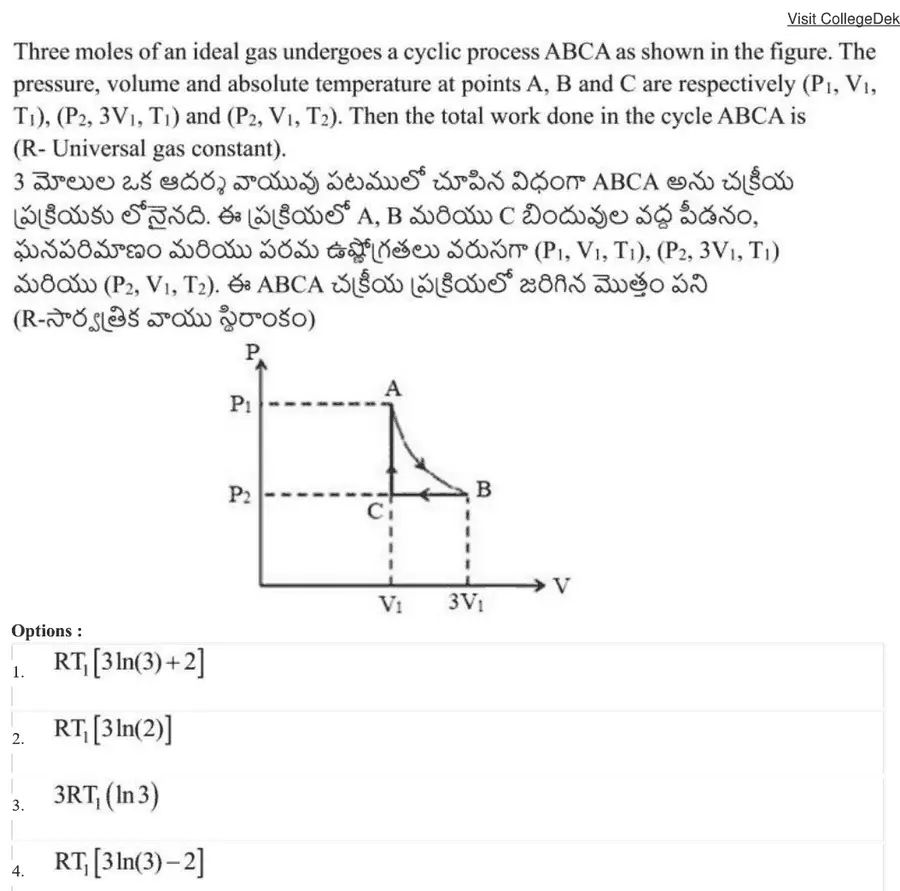 Visit CollegeDek
Three moles of an ideal gas undergoes a cyclic process ABCA as shown in the figure. The
pressure, volume and absolute temperature at points A, B and C are respectively (P₁, V₁,
T₁), (P₂, 3V₁, T₁) and (P₂, V₁, T₂). Then the total work done in the cycle ABCA is
(R- Universal gas constant).
3 మోలుల ఒక ఆదర్శ వాయువు పటములో చూపిన విధంగా ABCA అను చక్రీయ
ప్రక్రియకు లోనైనది. ఈ ప్రక్రియలో A, B మరియు C బిందువుల వద్ద పీడనం,
ఘనపరిమాణం మరియు పరమ ఉష్ణోగ్రతలు వరుసగా (P₁, V₁, T₁), (P₂, 3V₁, T₁)
మరియు (P₂, V₁, T₂). ఈ ABCA చక్రీయ ప్రక్రియలో జరిగిన మొత్తం పని
(R-సార్వత్రిక వాయు స్థిరాంకం)
P
A
P₁
B
P₂
C
V
V₁ 3V₁
Options :
1. RT₁[3ln(3)+2]
2. RT₁[3ln(2)]
3. 3RT₁(ln3)
4. RT₁[3ln(3)−2]